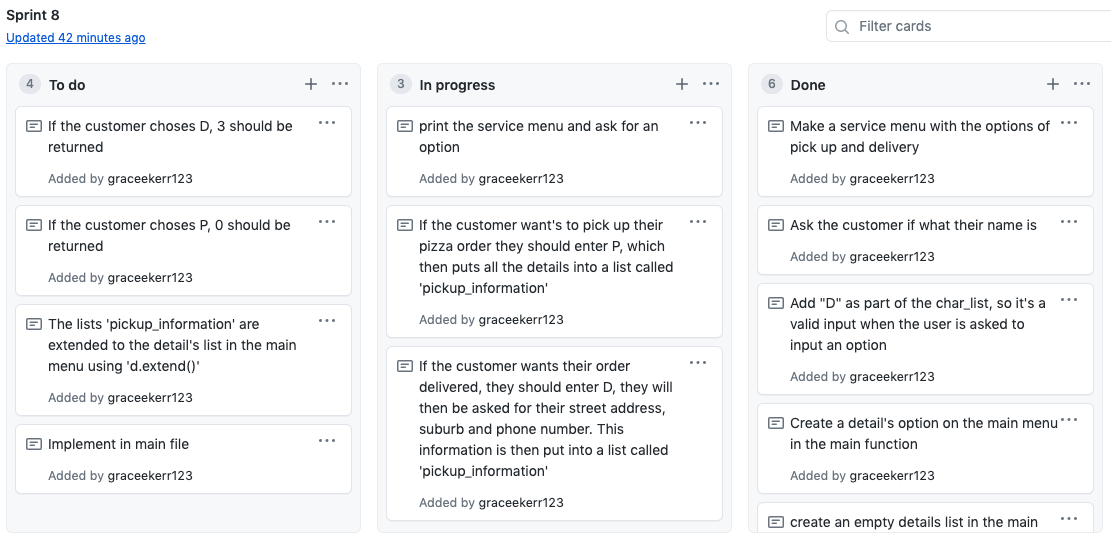 Sprint 8
Updated 42 minutes ago
Filter cards
4 To do
If the customer choses D, 3 should be
returned
Added by graceekerr123
If the customer choses P, 0 should be
returned
Added by graceekerr123
The lists 'pickup_information' are
extended to the detail's list in the main
menu using 'd.extend()'
Added by graceekerr123
Implement in main file
Added by graceekerr123
3 In progress
print the service menu and ask for an
option
Added by graceekerr123
If the customer want's to pick up their
pizza order they should enter P, which
then puts all the details into a list called
'pickup_information'
Added by graceekerr123
If the customer wants their order
delivered, they should enter D, they will
then be asked for their street address,
suburb and phone number. This
information is then put into a list called
'pickup_information'
Added by graceekerr123
6 Done
Make a service menu with the options of
pick up and delivery
Added by graceekerr123
Ask the customer if what their name is
Added by graceekerr123
Add "D" as part of the char_list, so it's a
valid input when the user is asked to
input an option
Added by graceekerr123
Create a detail's option on the main menu
in the main function
Added by graceekerr123
create an empty details list in the main